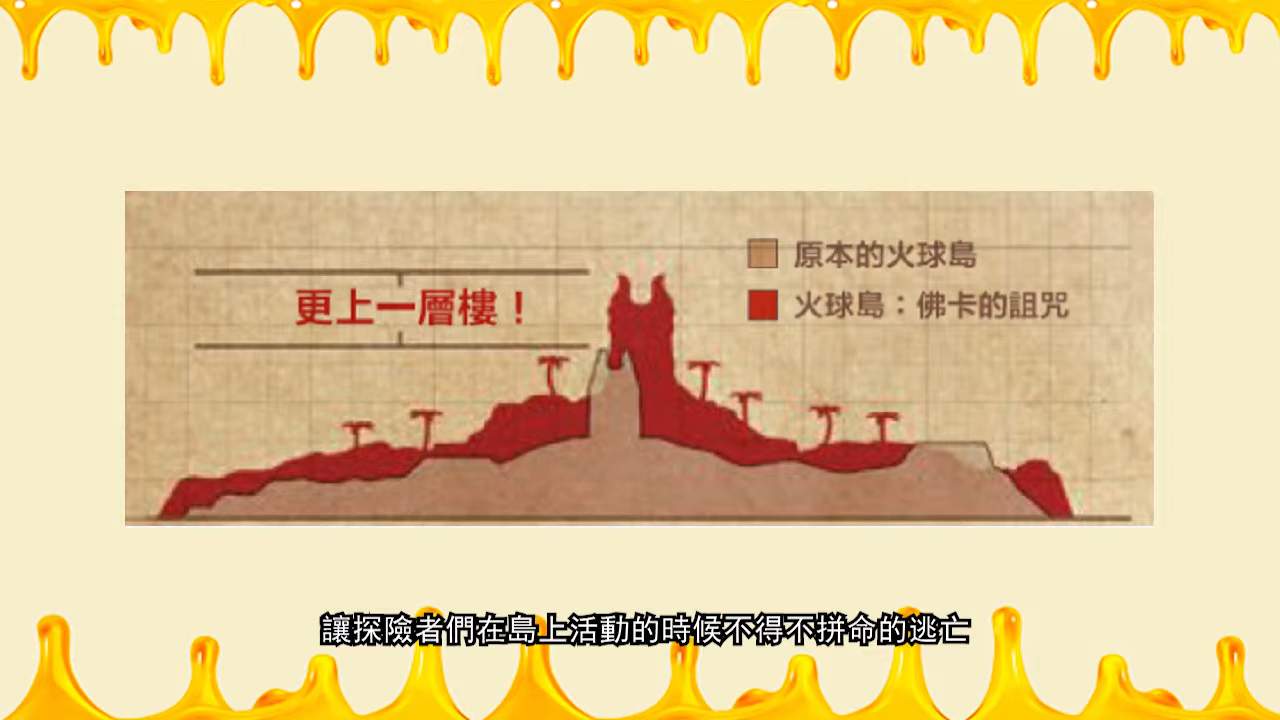 原本的火球島
更上一層樓！
火球島：佛卡的詛咒
讓探險者們在島上活動的時候不得不拼命的逃亡